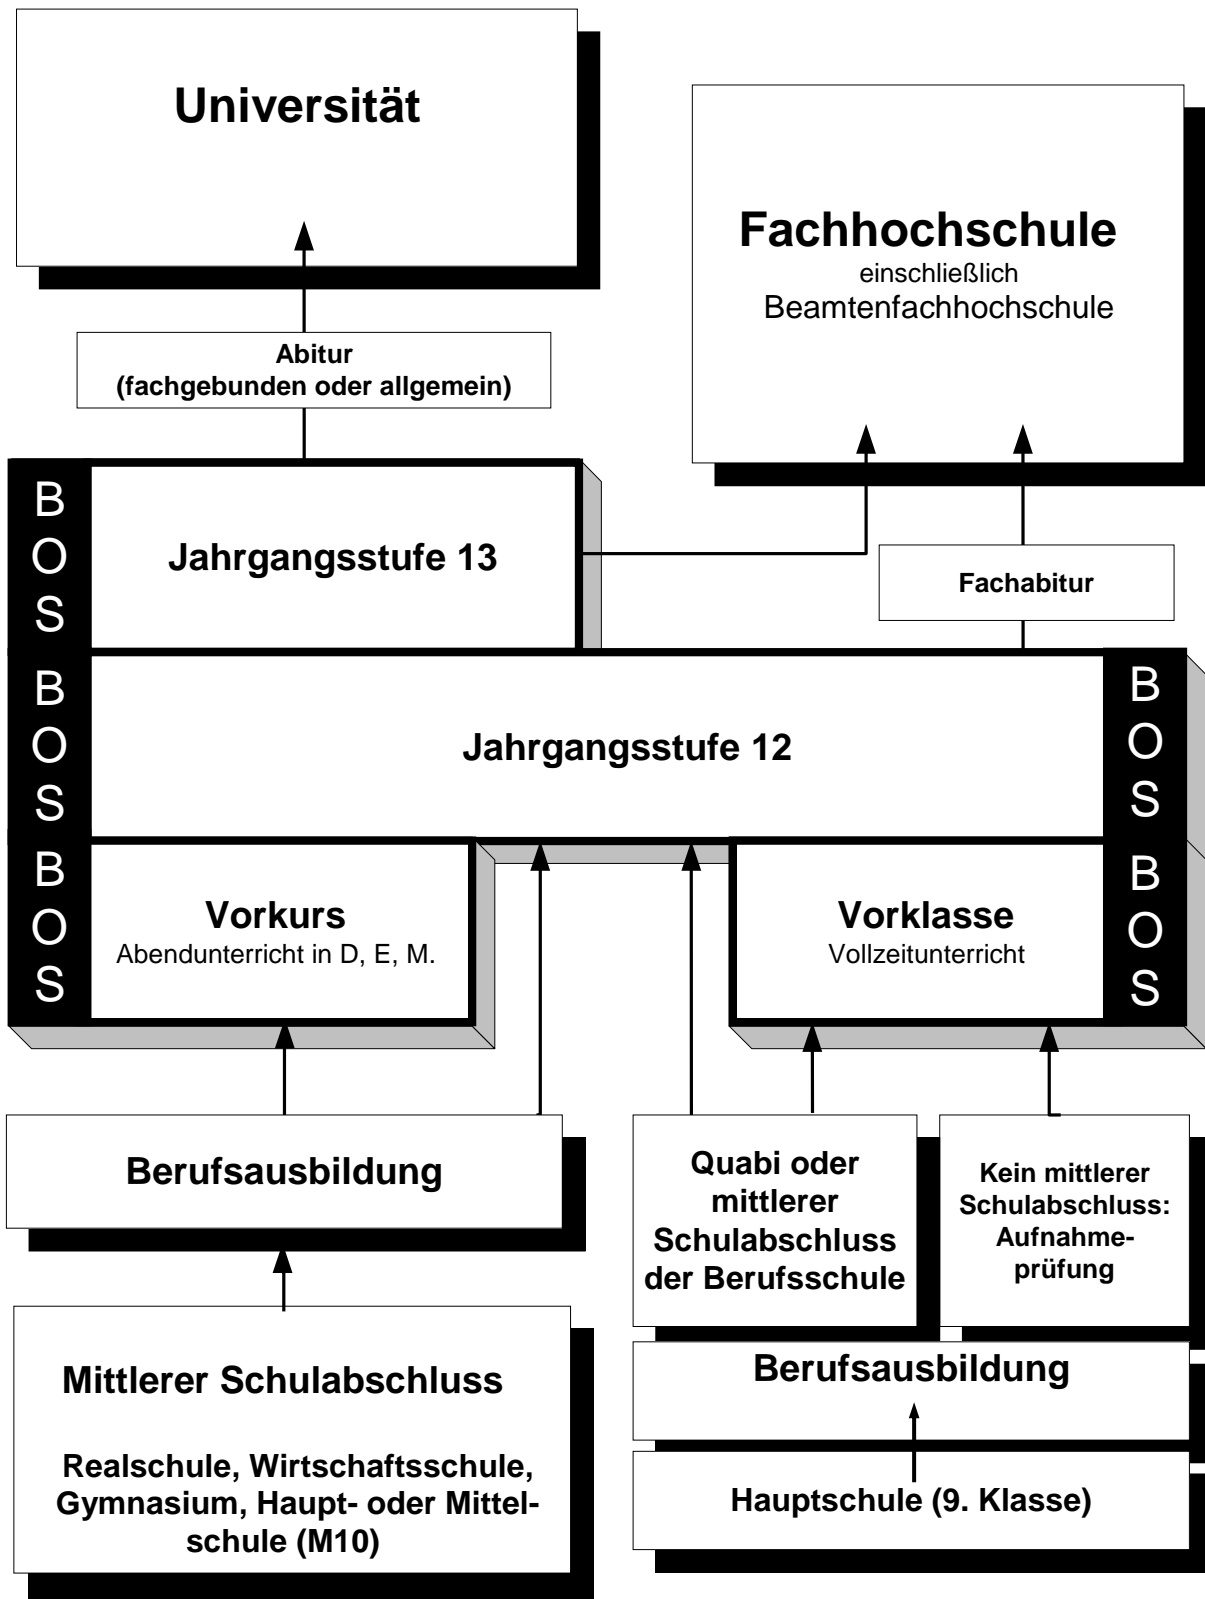 Universität
Fachhochschule
einschließlich
Beamtenfachhochschule
Abitur
(fachgebunden oder allgemein)
B
O
S
Jahrgangsstufe 13
Fachabitur
B
O
S
Jahrgangsstufe 12
B
O
S
B
O
S
Vorkurs
Abendunterricht in D, E, M.
Vorklasse
Vollzeitunterricht
B
O
S
Berufsausbildung
Quabi oder
mittlerer
Schulabschluss
der Berufsschule
Kein mittlerer
Schulabschluss:
Aufnahme-
prüfung
Mittlerer Schulabschluss
Realschule, Wirtschaftsschule,
Gymnasium, Haupt- oder Mittel-
schule (M10)
Berufsausbildung
Hauptschule (9. Klasse)